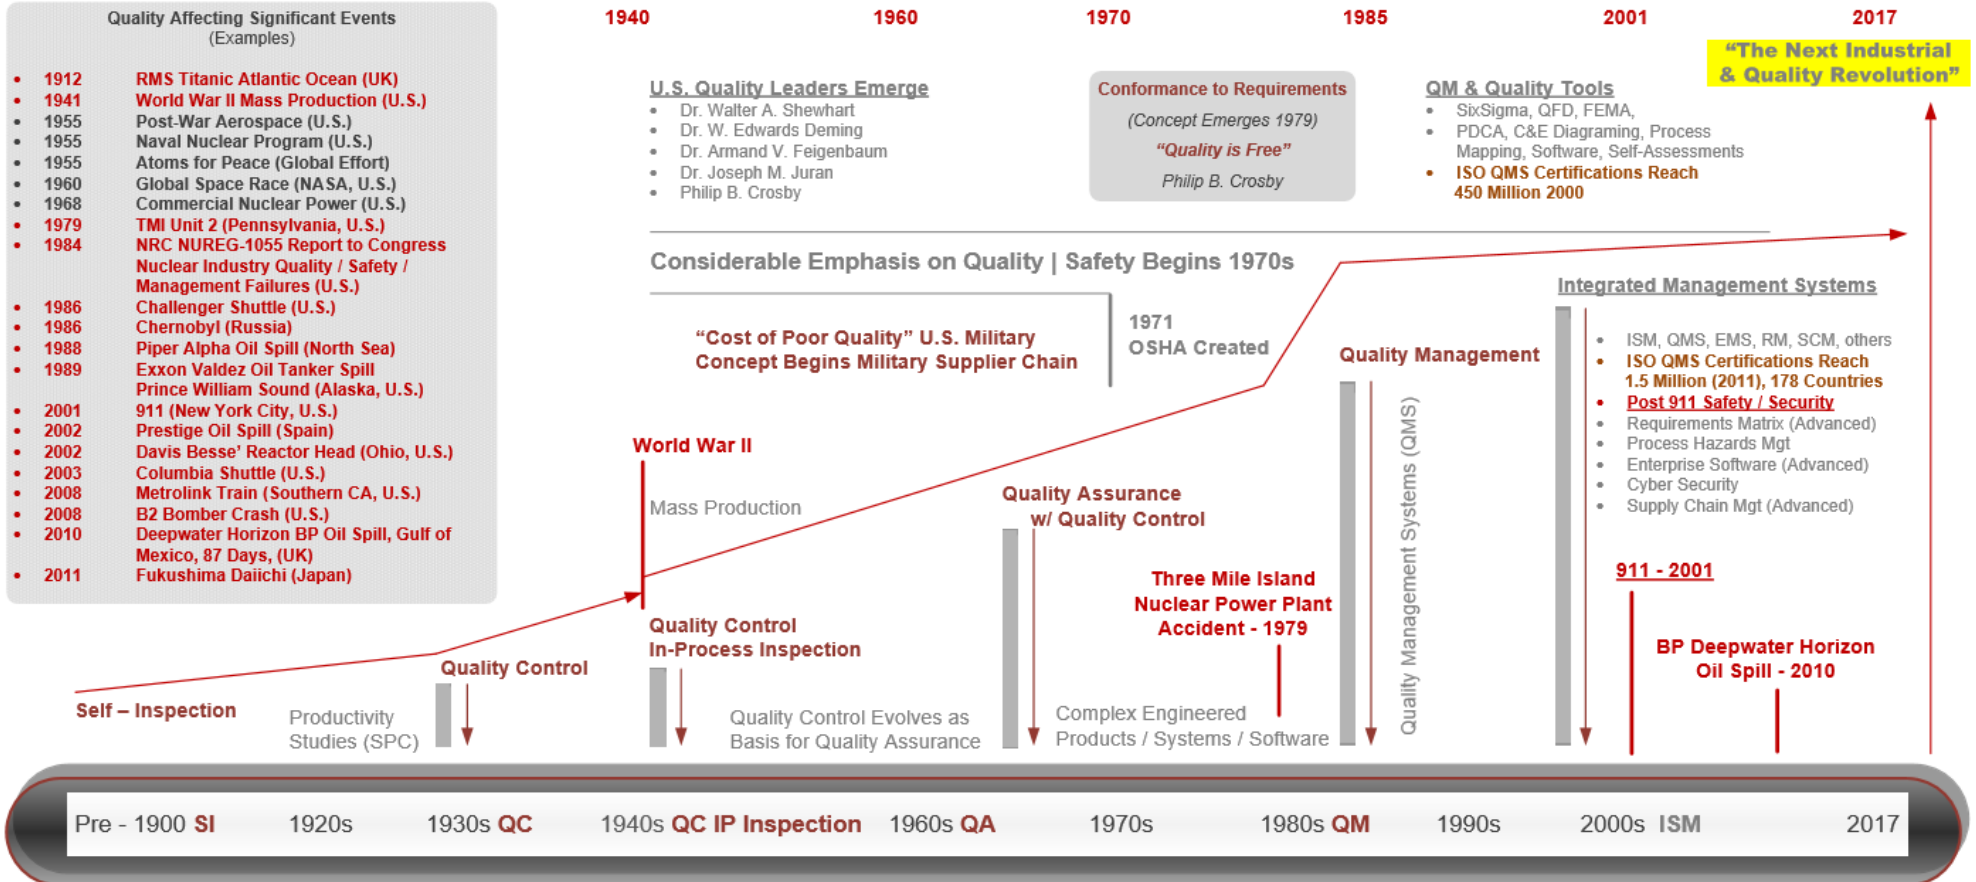 Quality Affecting Significant Events
(Examples)
• 1912 RMS Titanic Atlantic Ocean (UK)
• 1941 World War II Mass Production (U.S.)
• 1955 Post-War Aerospace (U.S.)
• 1955 Naval Nuclear Program (U.S.)
• 1955 Atoms for Peace (Global Effort)
• 1960 Global Space Race (NASA, U.S.)
• 1968 Commercial Nuclear Power (U.S.)
• 1979 TMI Unit 2 (Pennsylvania, U.S.)
• 1984 NRC NUREG-1055 Report to Congress
Nuclear Industry Quality / Safety /
Management Failures (U.S.)
• 1986 Challenger Shuttle (U.S.)
• 1986 Chernobyl (Russia)
• 1988 Piper Alpha Oil Spill (North Sea)
• 1989 Exxon Valdez Oil Tanker Spill
Prince William Sound (Alaska, U.S.)
• 2001 911 (New York City, U.S.)
• 2002 Prestige Oil Spill (Spain)
• 2002 Davis Besse’ Reactor Head (Ohio, U.S.)
• 2003 Columbia Shuttle (U.S.)
• 2008 Metrolink Train (Southern CA, U.S.)
• 2008 B2 Bomber Crash (U.S.)
• 2010 Deepwater Horizon BP Oil Spill, Gulf of
Mexico, 87 Days, (UK)
• 2011 Fukushima Daiichi (Japan)
1940 1960 1970 1985 2001 2017
“The Next Industrial
& Quality Revolution”
U.S. Quality Leaders Emerge
• Dr. Walter A. Shewhart
• Dr. W. Edwards Deming
• Dr. Armand V. Feigenbaum
• Dr. Joseph M. Juran
• Philip B. Crosby
Conformance to Requirements
(Concept Emerges 1979)
“Quality is Free”
Philip B. Crosby
QM & Quality Tools
• SixSigma, QFD, FEMA,
• PDCA, C&E Diagraming, Process
Mapping, Software, Self-Assessments
• ISO QMS Certifications Reach
450 Million 2000
Considerable Emphasis on Quality | Safety Begins 1970s
“Cost of Poor Quality” U.S. Military
Concept Begins Military Supplier Chain
1971
OSHA Created
Integrated Management Systems
• ISM, QMS, EMS, RM, SCM, others
• ISO QMS Certifications Reach
1.5 Million (2011), 178 Countries
• Post 911 Safety / Security
• Requirements Matrix (Advanced)
• Process Hazards Mgt
• Enterprise Software (Advanced)
• Cyber Security
• Supply Chain Mgt (Advanced)
Quality Management
Quality Management Systems (QMS)
World War II
Mass Production
Quality Assurance
w/ Quality Control
Three Mile Island
Nuclear Power Plant
Accident - 1979
911 - 2001
BP Deepwater Horizon
Oil Spill - 2010
Quality Control
In-Process Inspection
Quality Control
Self – Inspection
Productivity
Studies (SPC)
Quality Control Evolves as
Basis for Quality Assurance
Complex Engineered
Products / Systems / Software
Pre - 1900 SI 1920s 1930s QC 1940s QC IP Inspection 1960s QA 1970s 1980s QM 1990s 2000s ISM 2017